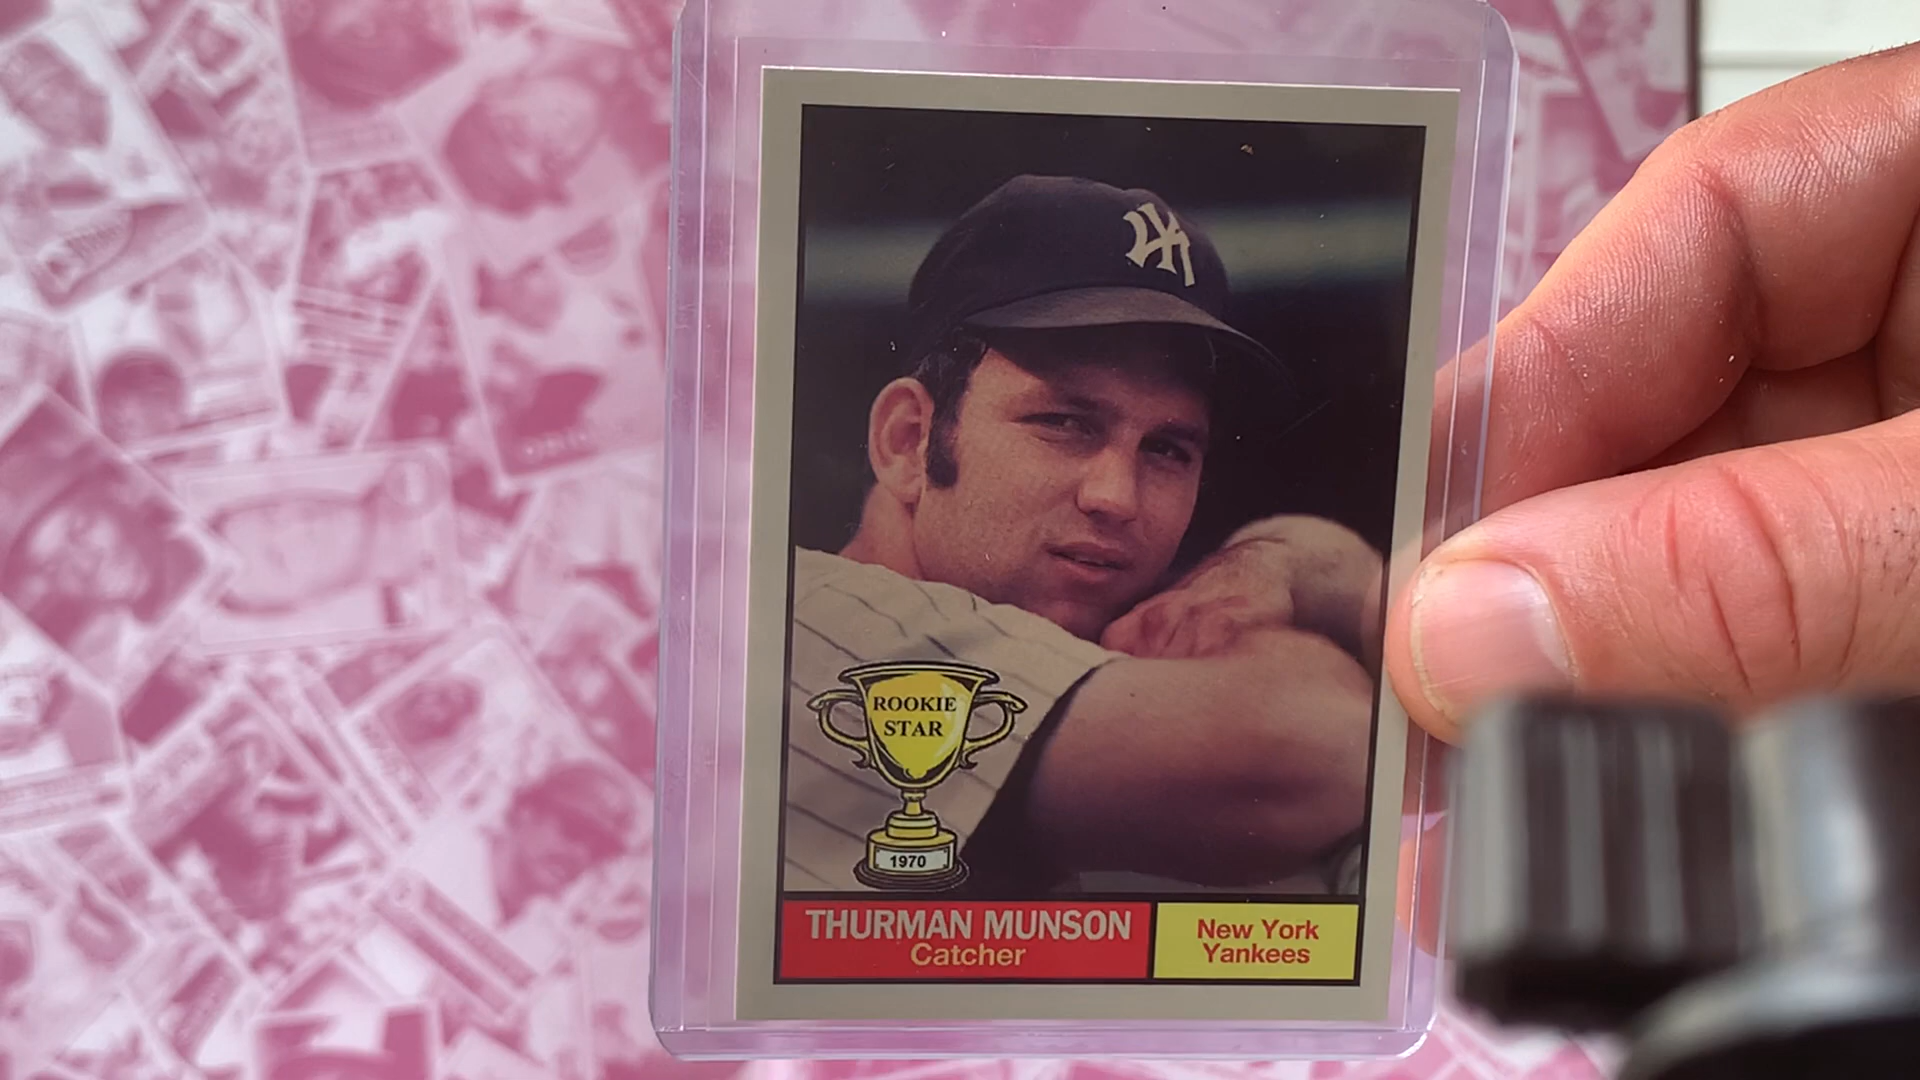 ROOKIE
STAR
1970
THURMAN MUNSON
Catcher
New York
Yankees